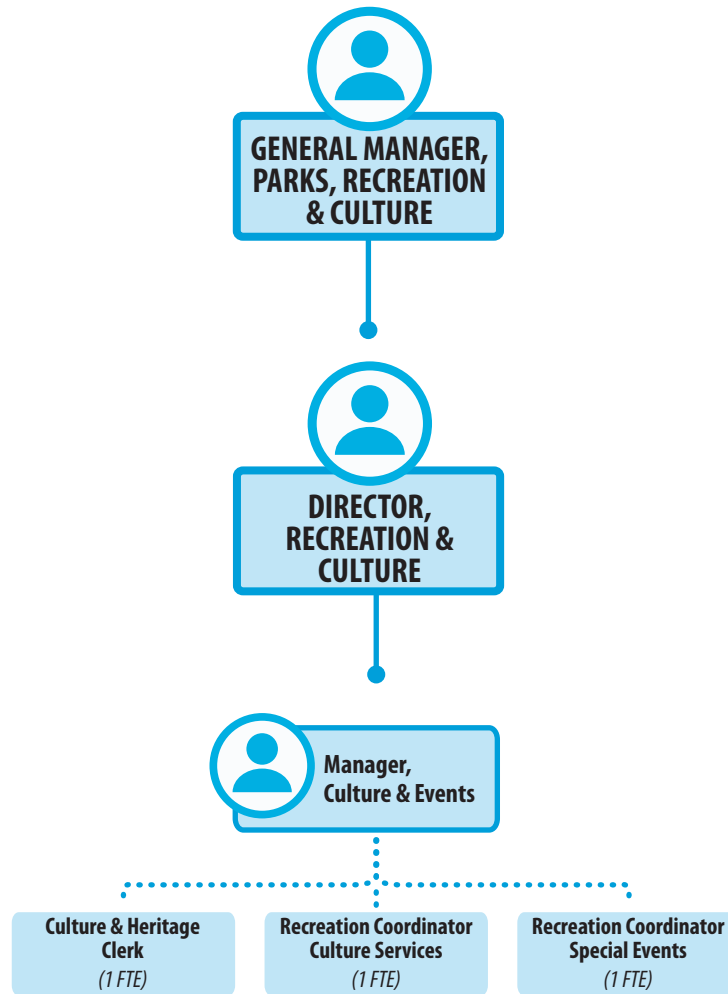 GENERAL MANAGER,
PARKS, RECREATION
& CULTURE
DIRECTOR,
RECREATION &
CULTURE
Manager,
Culture & Events
Culture & Heritage
Clerk
(1 FTE)
Recreation Coordinator
Culture Services
(1 FTE)
Recreation Coordinator
Special Events
(1 FTE)